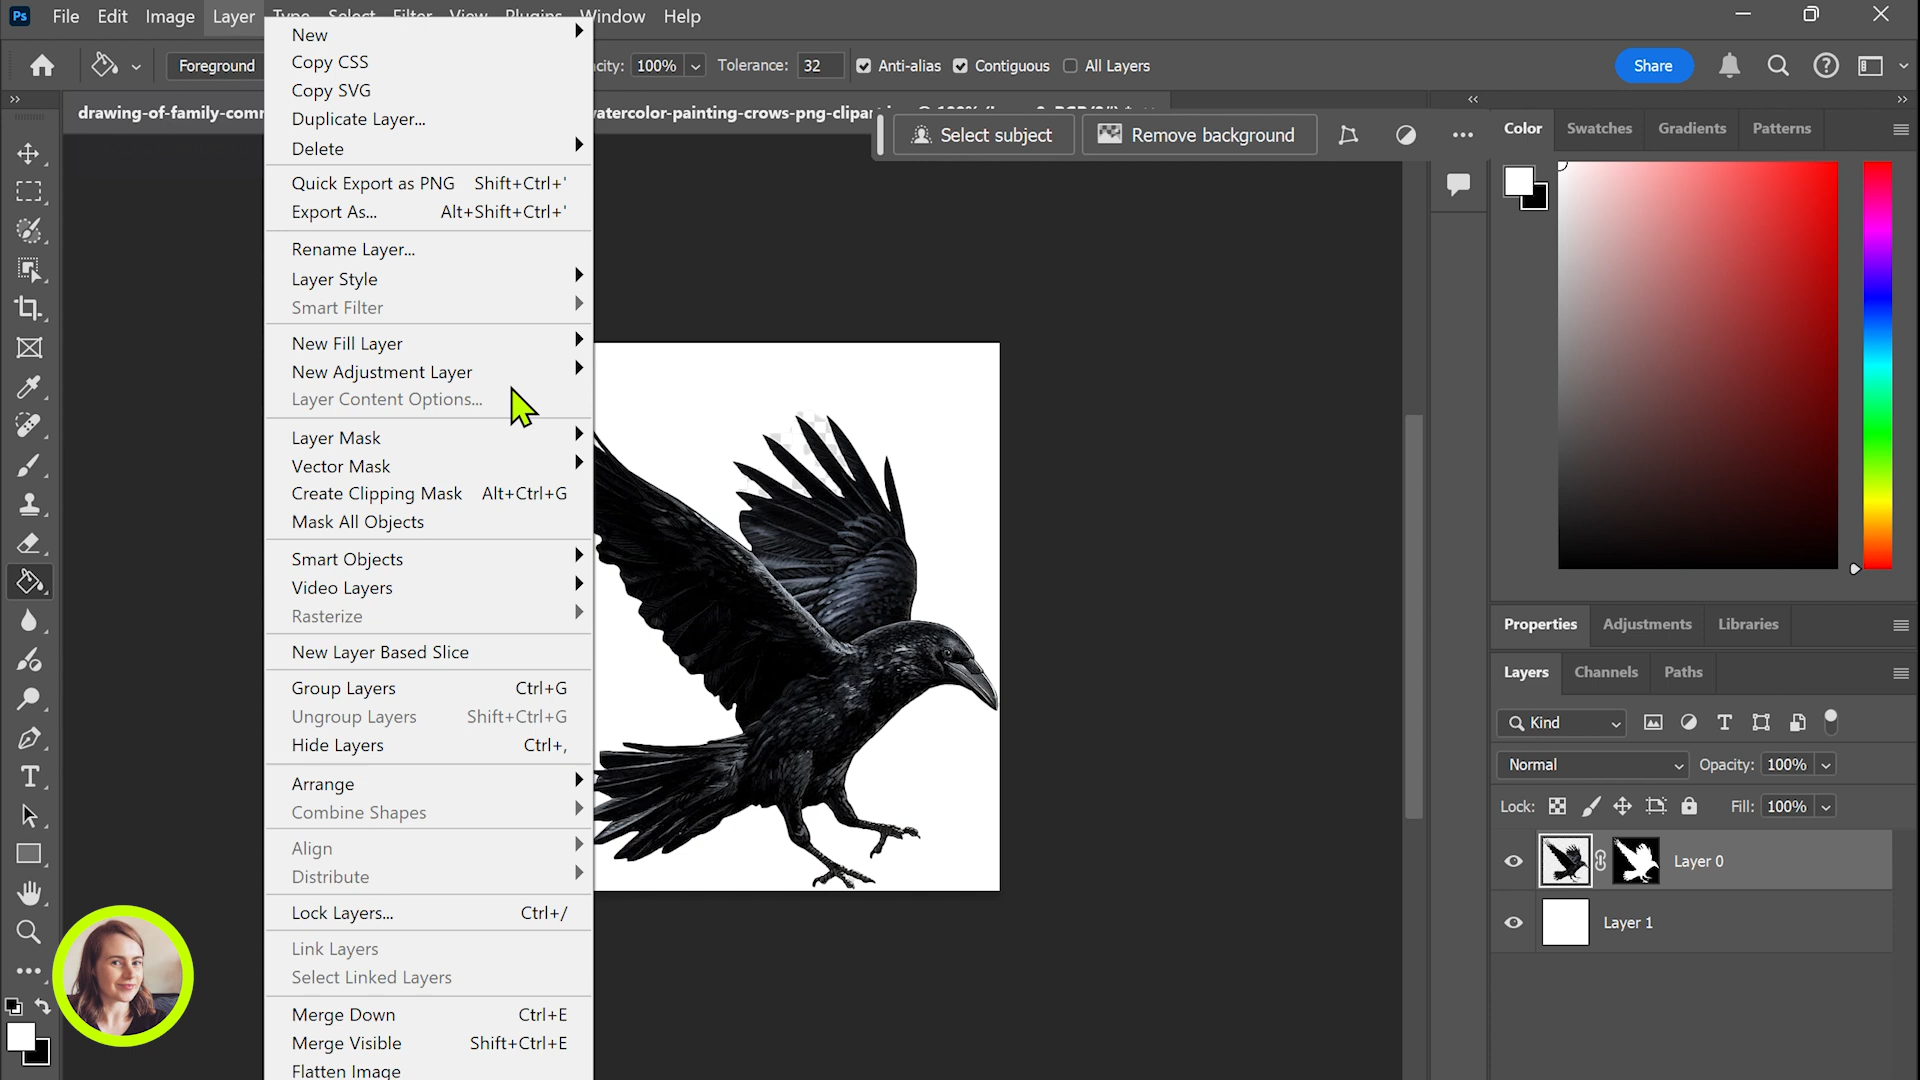 Ps File Edit Image Layer Type Select Filter View Plugins Window Help
Foreground
Opacity: 100% Tolerance: 32 Anti-alias Contiguous All Layers
Share
drawing-of-family-comm
watercolor-painting-crows-png-clipar
Select subject
Remove background
New
Copy CSS
Copy SVG
Duplicate Layer...
Delete
Quick Export as PNG Shift+Ctrl+'
Export As... Alt+Shift+Ctrl+'
Rename Layer...
Layer Style
Smart Filter
New Fill Layer
New Adjustment Layer
Layer Content Options...
Layer Mask
Vector Mask
Create Clipping Mask Alt+Ctrl+G
Mask All Objects
Smart Objects
Video Layers
Rasterize
New Layer Based Slice
Group Layers Ctrl+G
Ungroup Layers Shift+Ctrl+G
Hide Layers Ctrl+,
Arrange
Combine Shapes
Align
Distribute
Lock Layers... Ctrl+/
Link Layers
Select Linked Layers
Merge Down Ctrl+E
Merge Visible Shift+Ctrl+E
Flatten Image
Color Swatches Gradients Patterns
Properties Adjustments Libraries
Layers Channels Paths
Kind
Normal Opacity: 100%
Lock: Fill: 100%
Layer 0
Layer 1